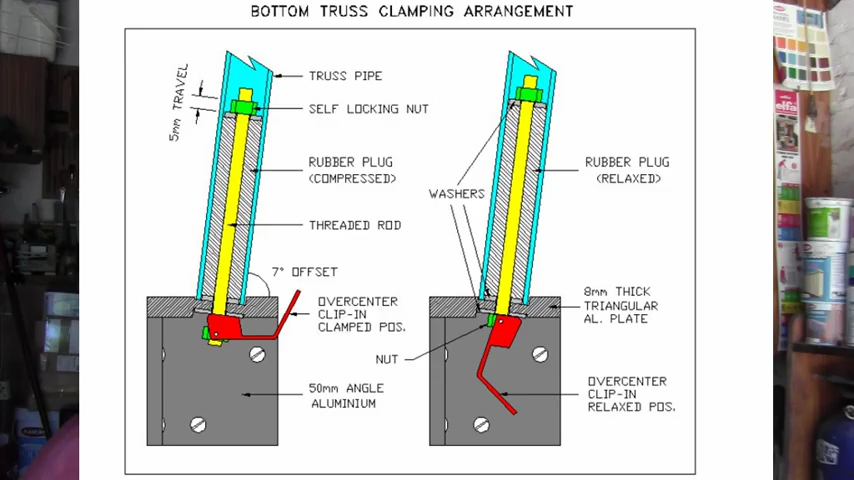 BOTTOM TRUSS CLAMPING ARRANGEMENT
5mm TRAVEL
TRUSS PIPE
SELF LOCKING NUT
RUBBER PLUG
(COMPRESSED)
THREADED ROD
7° OFFSET
OVERCENTER
CLIP-IN
CLAMPED POS.
50mm ANGLE
ALUMINIUM
WASHERS
RUBBER PLUG
(RELAXED)
8mm THICK
TRIANGULAR
AL. PLATE
NUT
OVERCENTER
CLIP-IN
RELAXED POS.
elfa